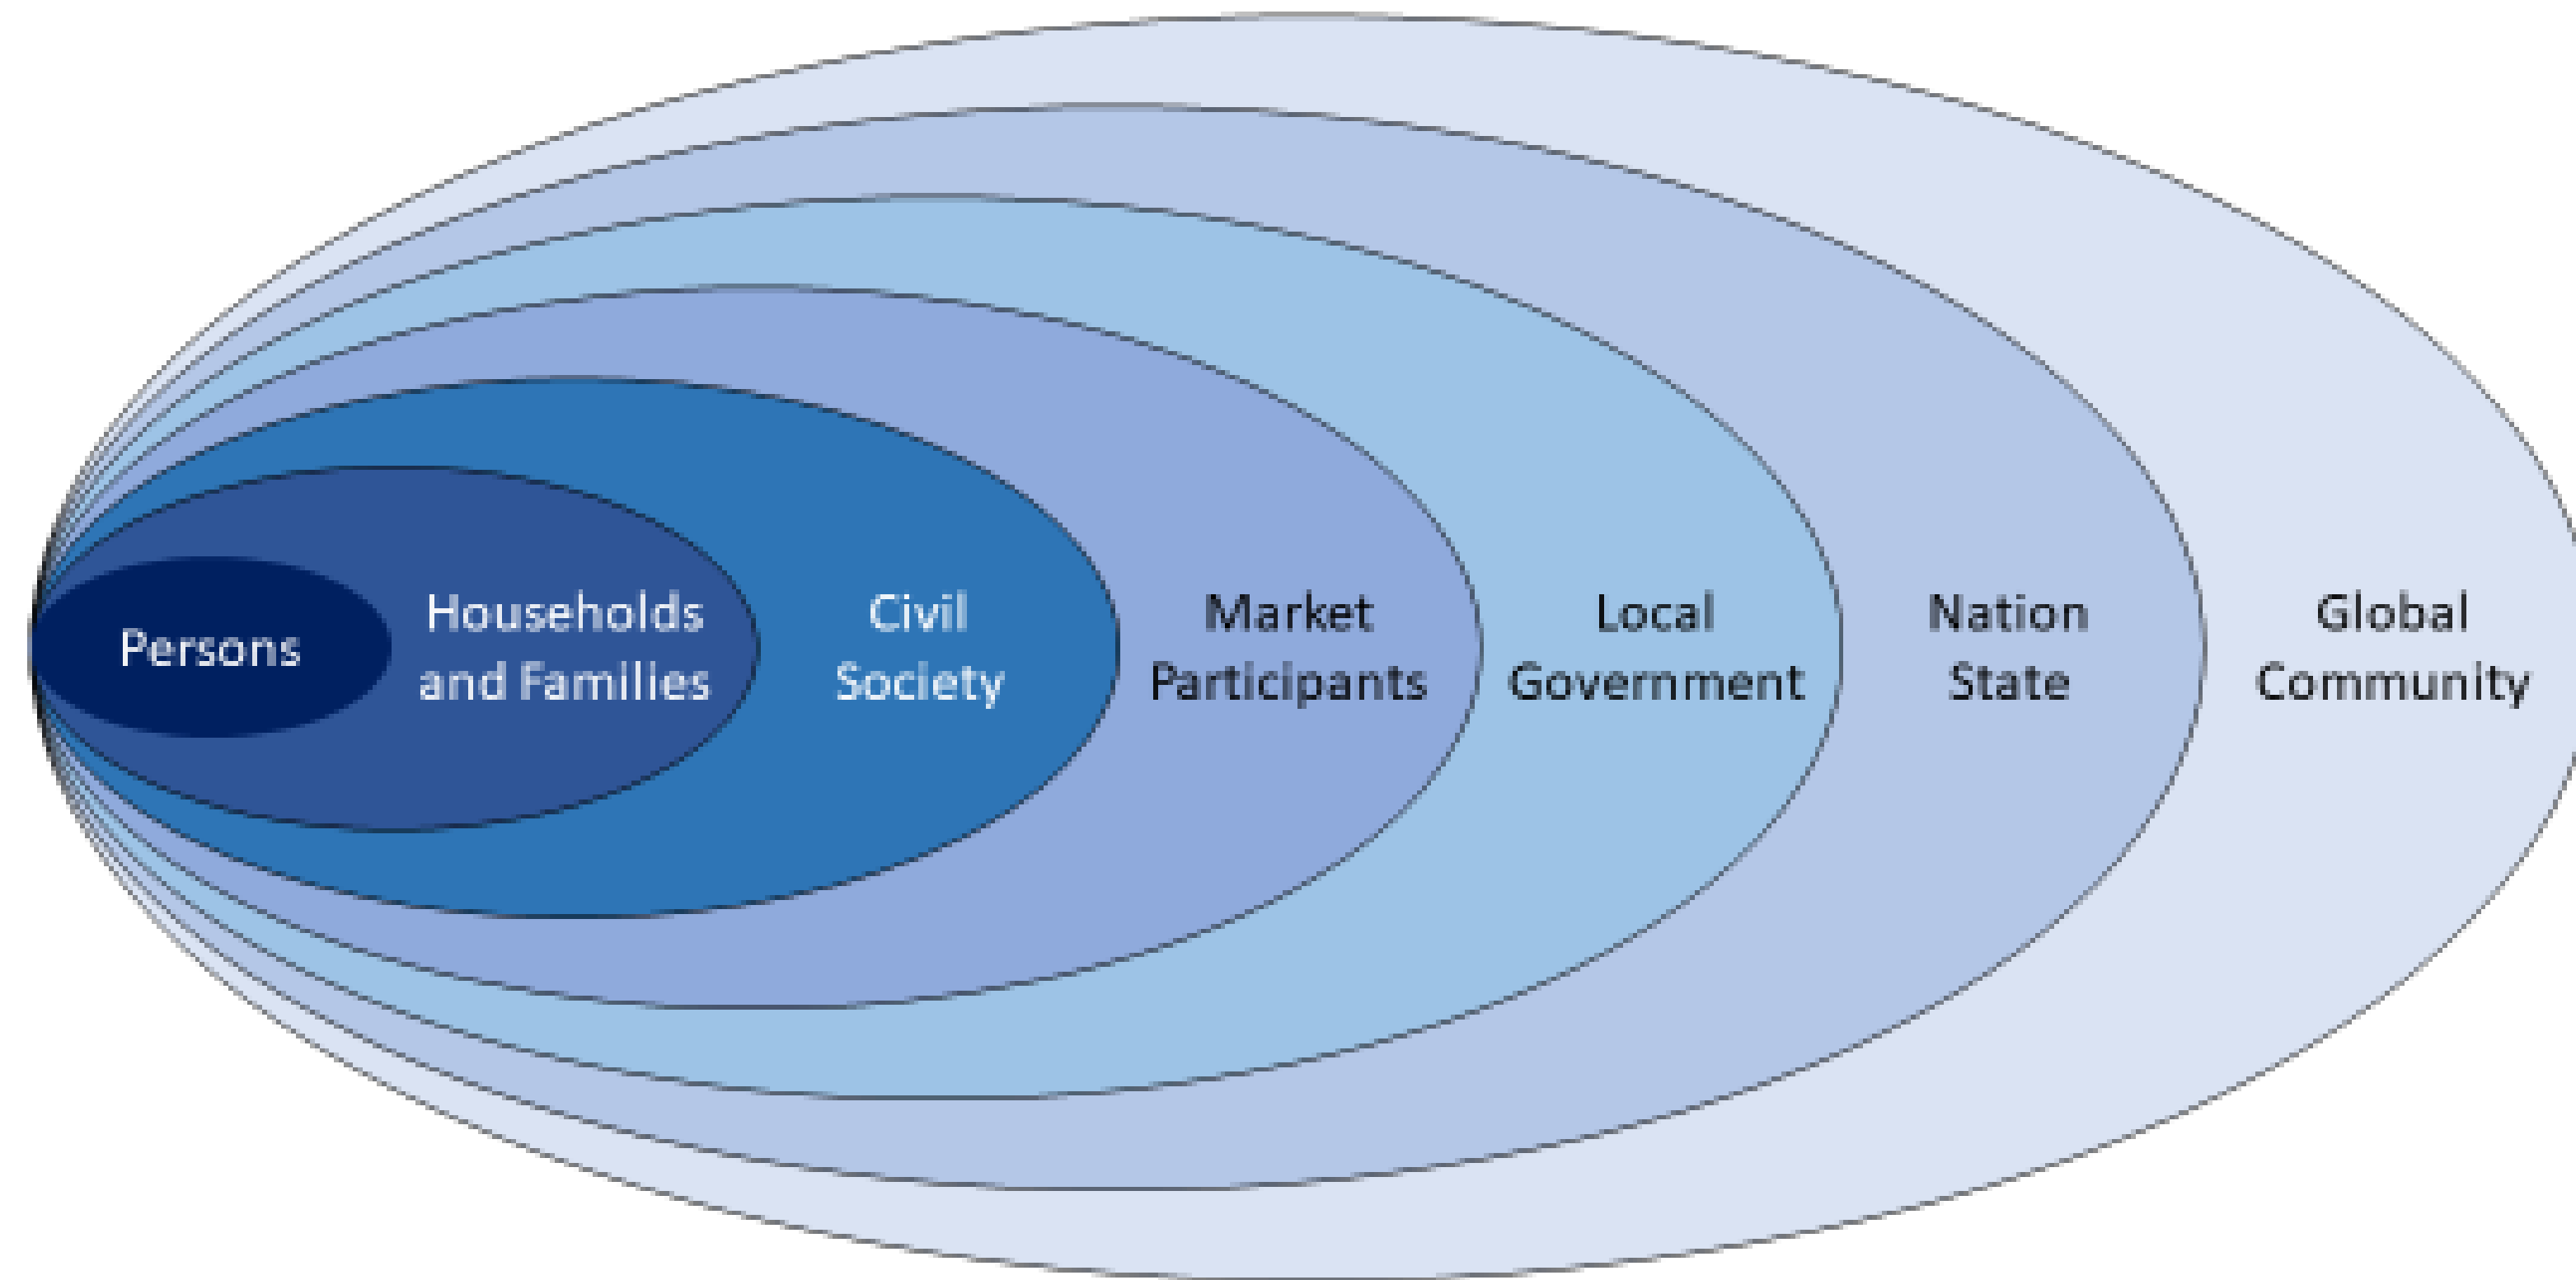 Persons
Households
and Families
Civil
Society
Market
Participants
Local
Government
Nation
State
Global
Community